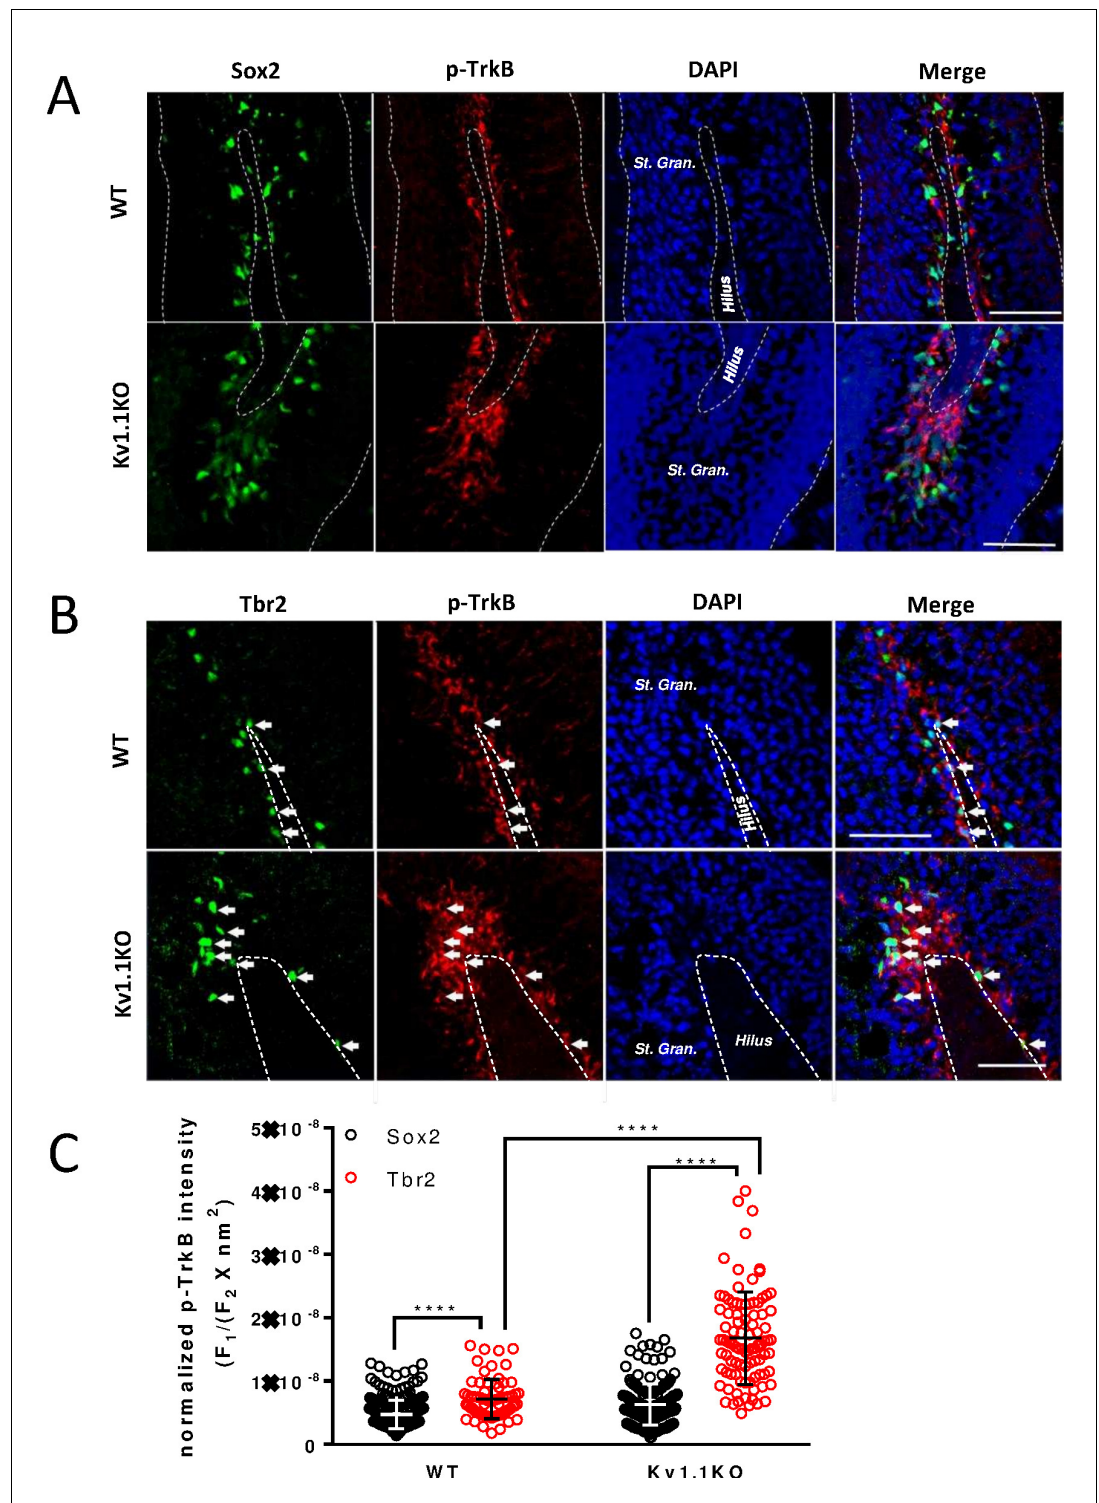 A
Sox2 p-TrkB DAPI Merge
WT
St. Gran.
Hilus
Kv1.1KO
Hilus
St. Gran.
B
Tbr2 p-TrkB DAPI Merge
WT
St. Gran.
Hilus
Kv1.1KO
St. Gran.
Hilus
C
normalized p-TrkB intensity
(F1/(F2 X nm2)
5✖10 -8
4✖10 -8
3✖10 -8
2✖10 -8
1✖10 -8
0
Sox2
Tbr2
****
****
****
WT Kv1.1KO